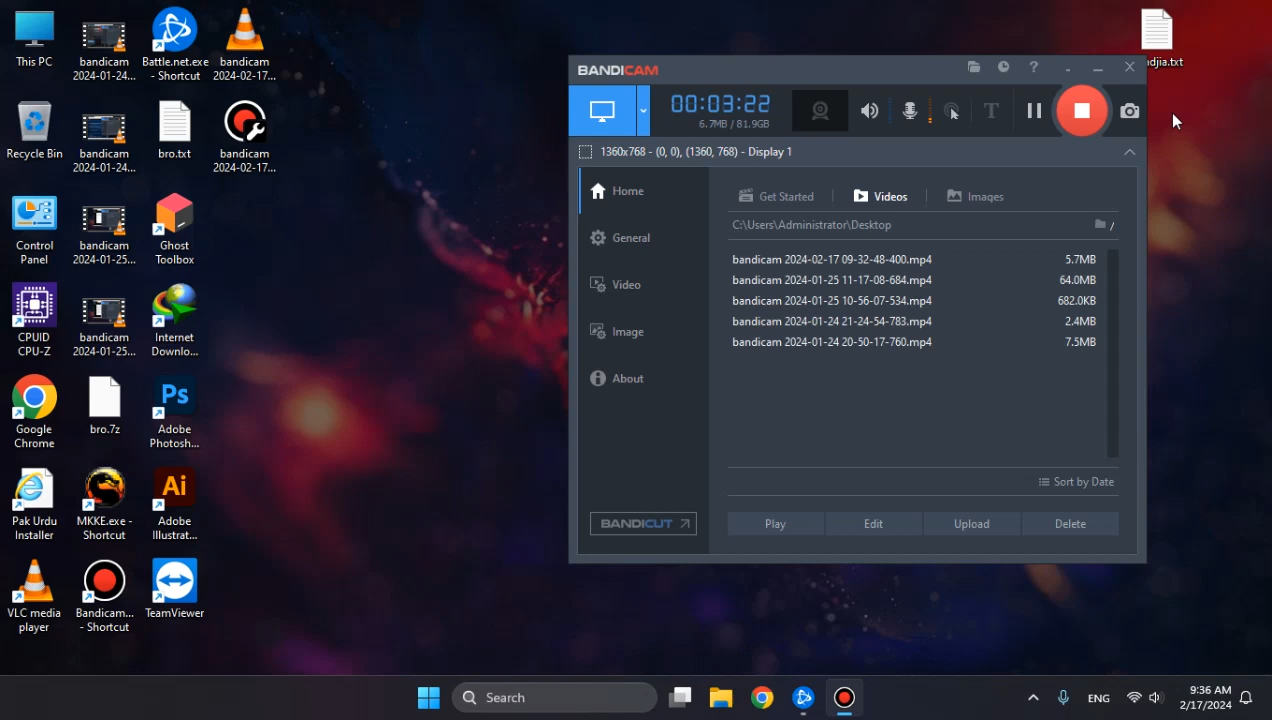 This PC
bandicam
2024-01-24...
Battle.net.exe
- Shortcut
bandicam
2024-02-17...
Recycle Bin
bandicam
2024-01-24...
bro.txt
bandicam
2024-02-17...
Control
Panel
bandicam
2024-01-25...
Ghost
Toolbox
CPUID
CPU-Z
bandicam
2024-01-25...
Internet
Downlo...
Google
Chrome
bro.7z
Ps
Adobe
Photosh...
Pak Urdu
Installer
MKKE.exe -
Shortcut
Ai
Adobe
Illustrat...
VLC media
player
Bandicam...
- Shortcut
TeamViewer
djia.txt
BANDICAM
?
00:03:22
6.7MB / 81.9GB
T
1360x768 - (0, 0), (1360, 768) - Display 1
Home
General
Video
Image
About
BANDICUT
Get Started
Videos
Images
C:\Users\Administrator\Desktop
/
bandicam 2024-02-17 09-32-48-400.mp4 5.7MB
bandicam 2024-01-25 11-17-08-684.mp4 64.0MB
bandicam 2024-01-25 10-56-07-534.mp4 682.0KB
bandicam 2024-01-24 21-24-54-783.mp4 2.4MB
bandicam 2024-01-24 20-50-17-760.mp4 7.5MB
Sort by Date
Play
Edit
Upload
Delete
Search
ENG
9:36 AM
2/17/2024